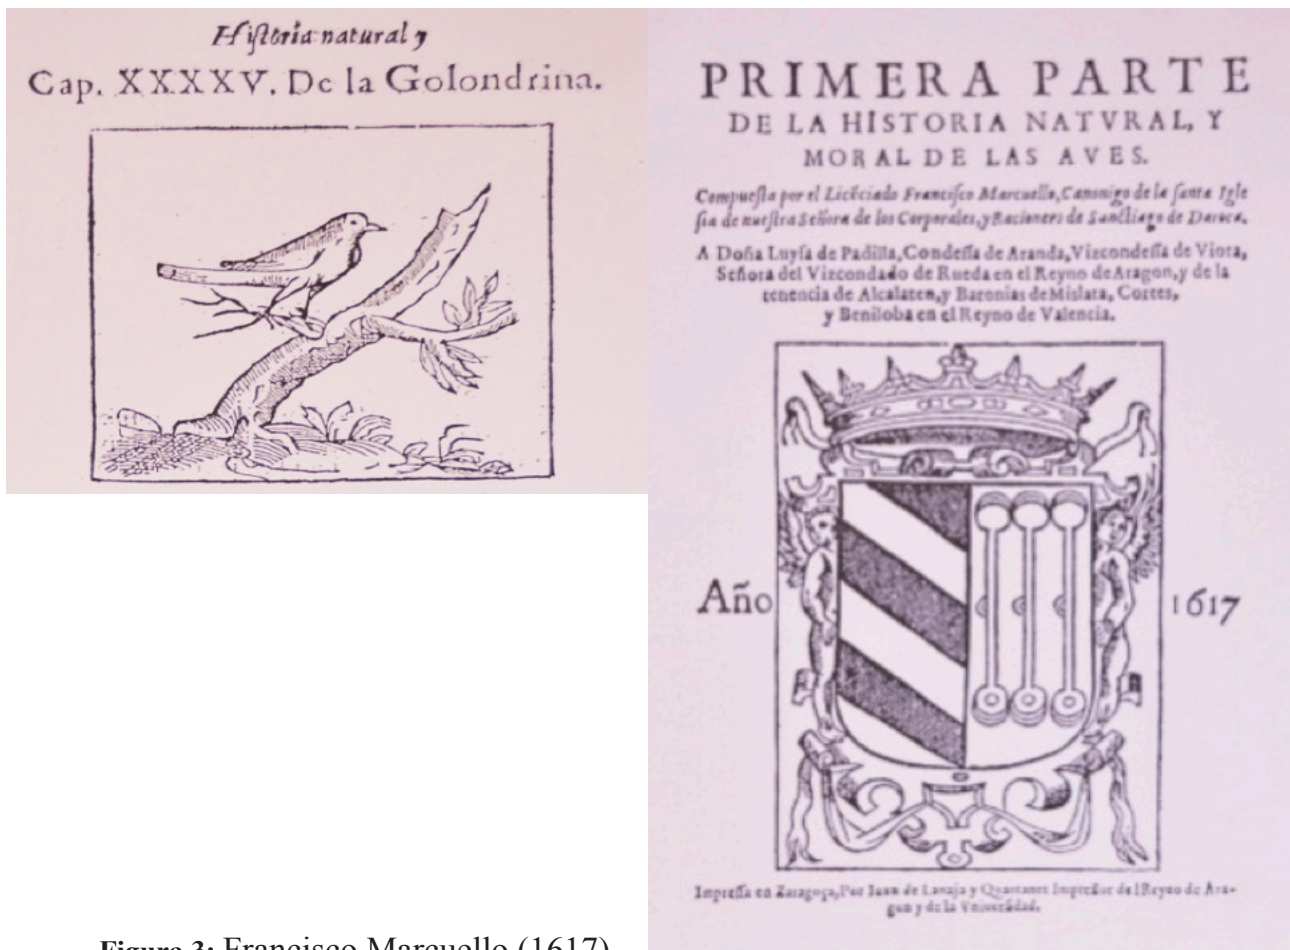 Hiſtoria natural y
Cap. XXXXV. De la Golondrina.
PRIMERA PARTE
DE LA HISTORIA NATVRAL, Y
MORAL DE LAS AVES.
Compueſta por el Licẽciado Franciſco Marcuello, Canonigo de la ſanta Igle
ſia de nueſtra Señora de los Corporales, y Racionero de Sanctiago de Daroca.
A Doña Luyſa de Padilla, Condeſſa de Aranda, Vizcondeſſa de Viota,
Señora del Vizcondado de Rueda en el Reyno de Aragon, y de la
tenencia de Alcalaten, y Baronias de Mislata, Cortes,
y Beniloba en el Reyno de Valencia.
Año 1617
Impreſſa en Zaragoça, Por Iuan de Lanaja y Quartanet Impreſſor del Reyno de Ara-
gon y de la Vniuerſidad.
Figure 3: Francisco Marcuello (1617)